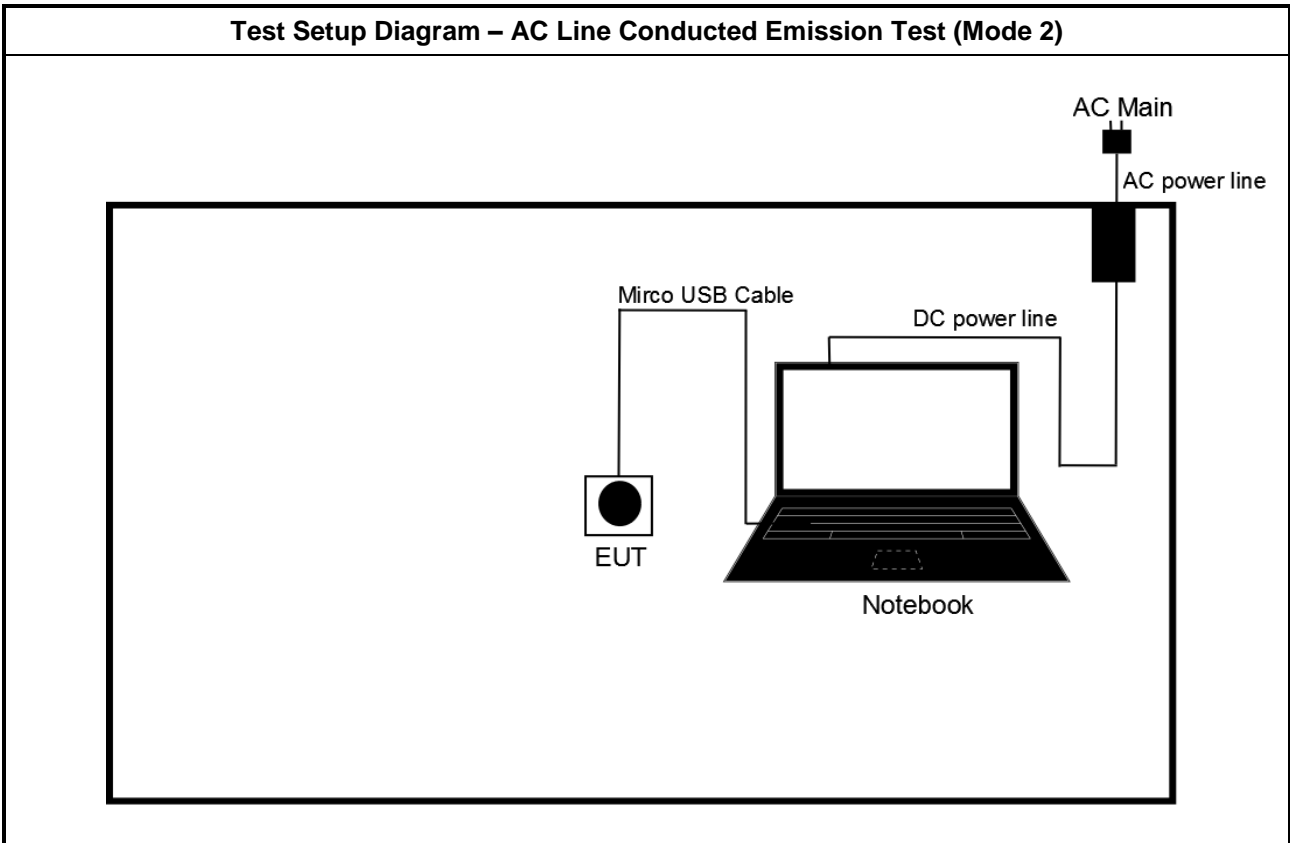 Test Setup Diagram – AC Line Conducted Emission Test (Mode 2)
AC Main
AC power line
Mirco USB Cable
DC power line
EUT
Notebook